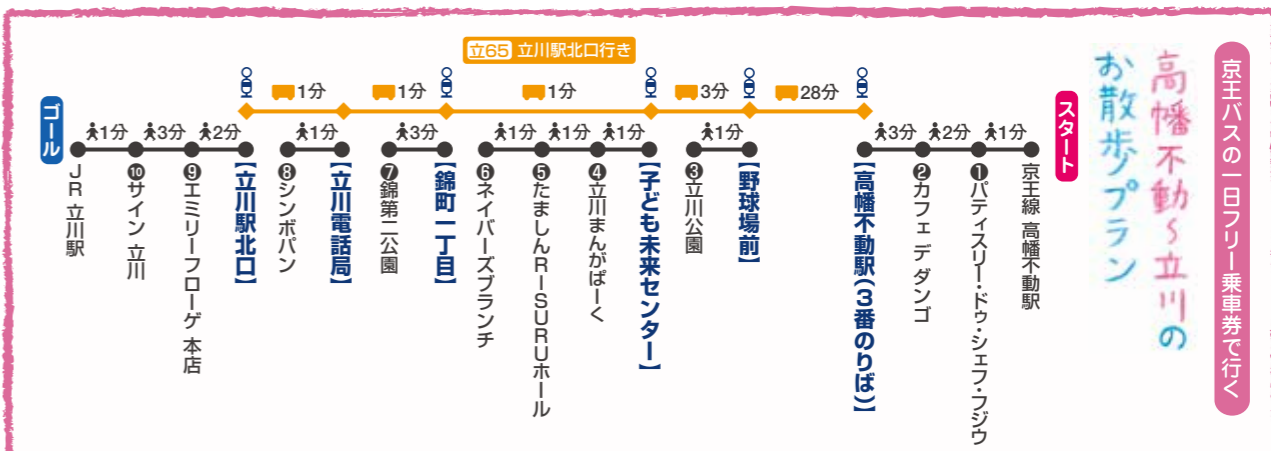 京王バスの一日フリー乗車券で行く
高幡不動～立川の
お散歩プラン
スタート
京王線 高幡不動駅
1分
❶パティスリー・ドゥ・シェフ・フジウ
2分
❷カフェ デ ダンゴ
3分
【高幡不動駅(3番のりば)】
立65 立川駅北口行き
28分
【野球場前】
1分
❸立川公園
3分
【子ども未来センター】
1分
❹立川まんがぱーく
1分
❺たましんRISURUホール
1分
❻ネイバーズブランチ
1分
【錦町一丁目】
3分
❼錦第二公園
1分
【立川電話局】
1分
❽シンボパン
1分
【立川駅北口】
2分
❾エミリーフローゲ 本店
3分
❿サイン 立川
1分
JR 立川駅
ゴール